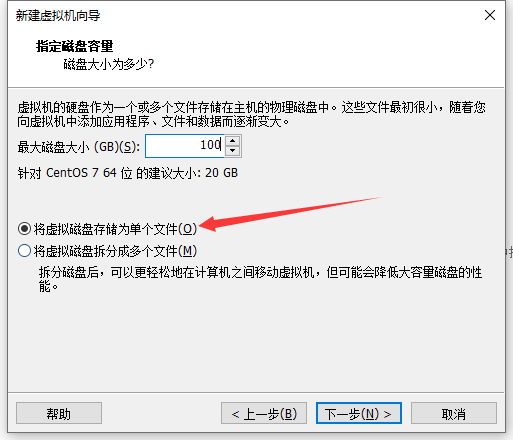 新建虚拟机向导
指定磁盘容量
磁盘大小为多少?
虚拟机的硬盘作为一个或多个文件存储在主机的物理磁盘中。这些文件最初很小，随着您
向虚拟机中添加应用程序、文件和数据而逐渐变大。
最大磁盘大小 (GB)(S): 100
针对 CentOS 7 64 位 的建议大小: 20 GB
将虚拟磁盘存储为单个文件(O)
将虚拟磁盘拆分成多个文件(M)
拆分磁盘后，可以更轻松地在计算机之间移动虚拟机，但可能会降低大容量磁盘的性
能。
帮助 < 上一步(B) 下一步(N) > 取消